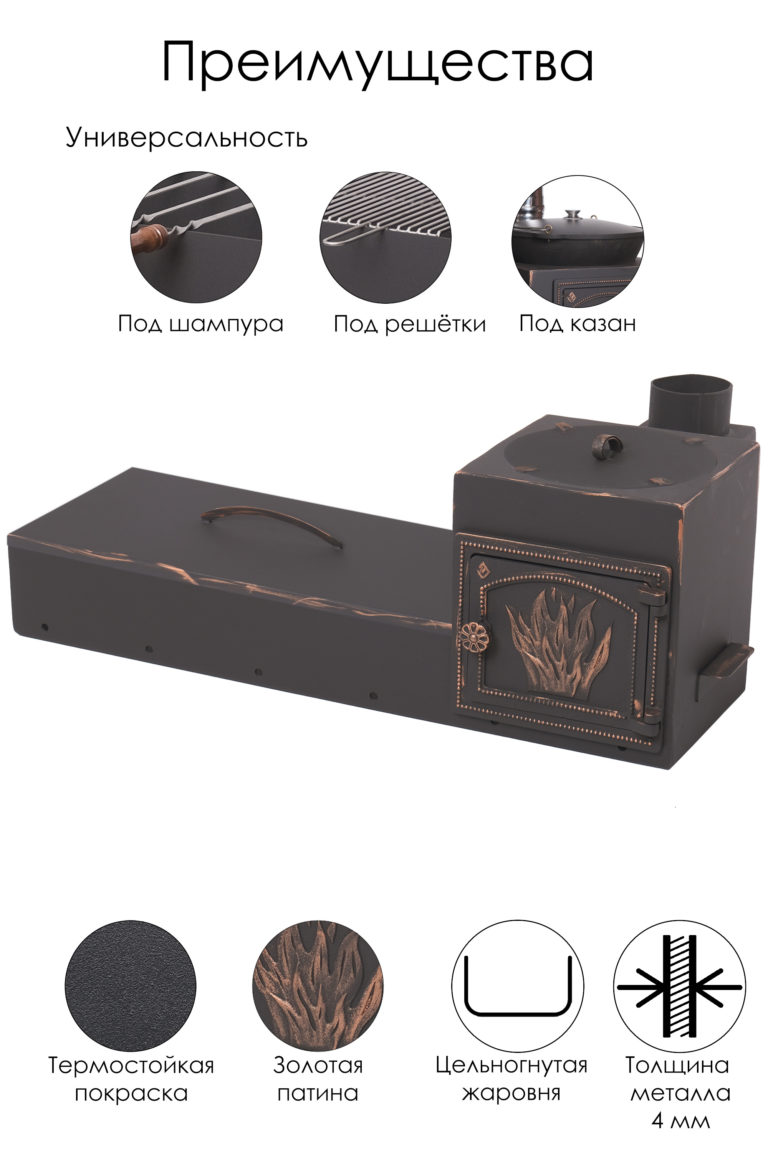 Преимущества
Универсальность
Под шампура
Под решётки
Под казан
Термостойкая
покраска
Золотая
патина
Цельногнутая
жаровня
Толщина
металла
4 мм